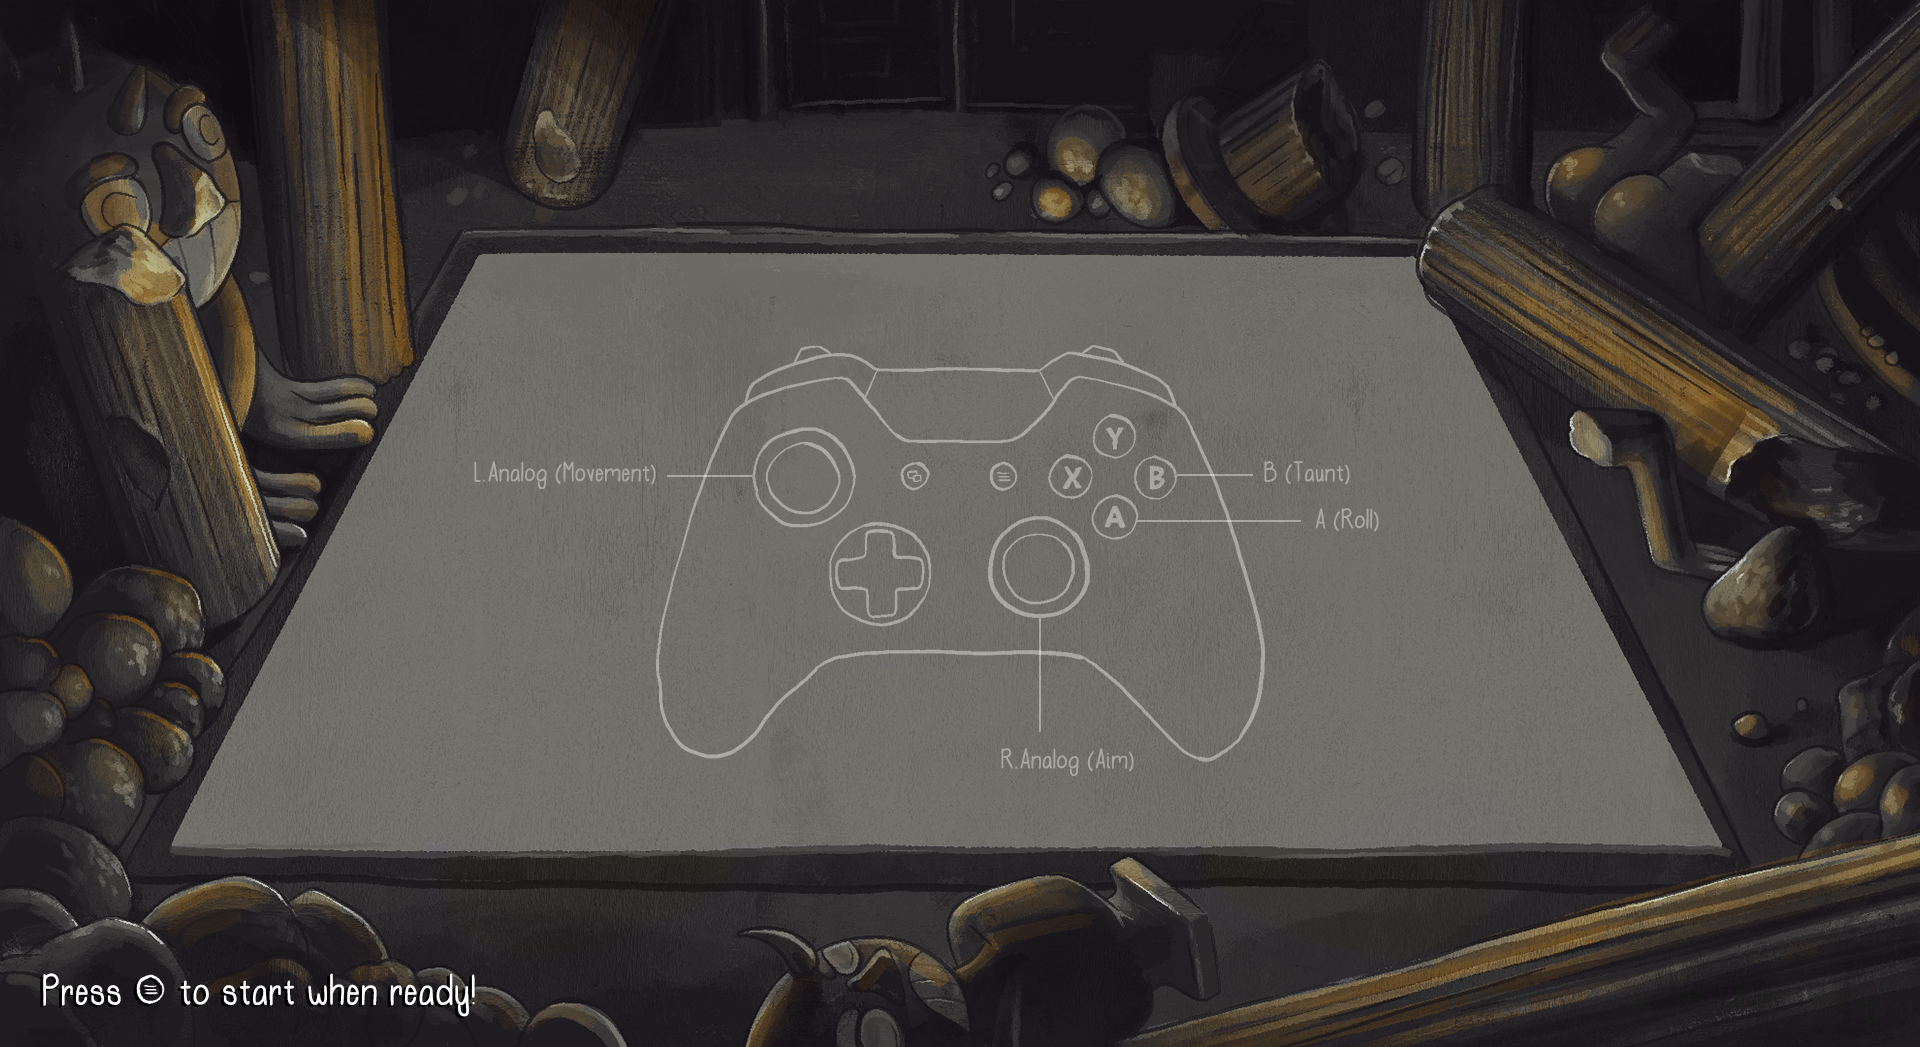 Y
L.Analog (Movement)
X
B
B (Taunt)
A
A (Roll)
R.Analog (Aim)
Press to start when ready!